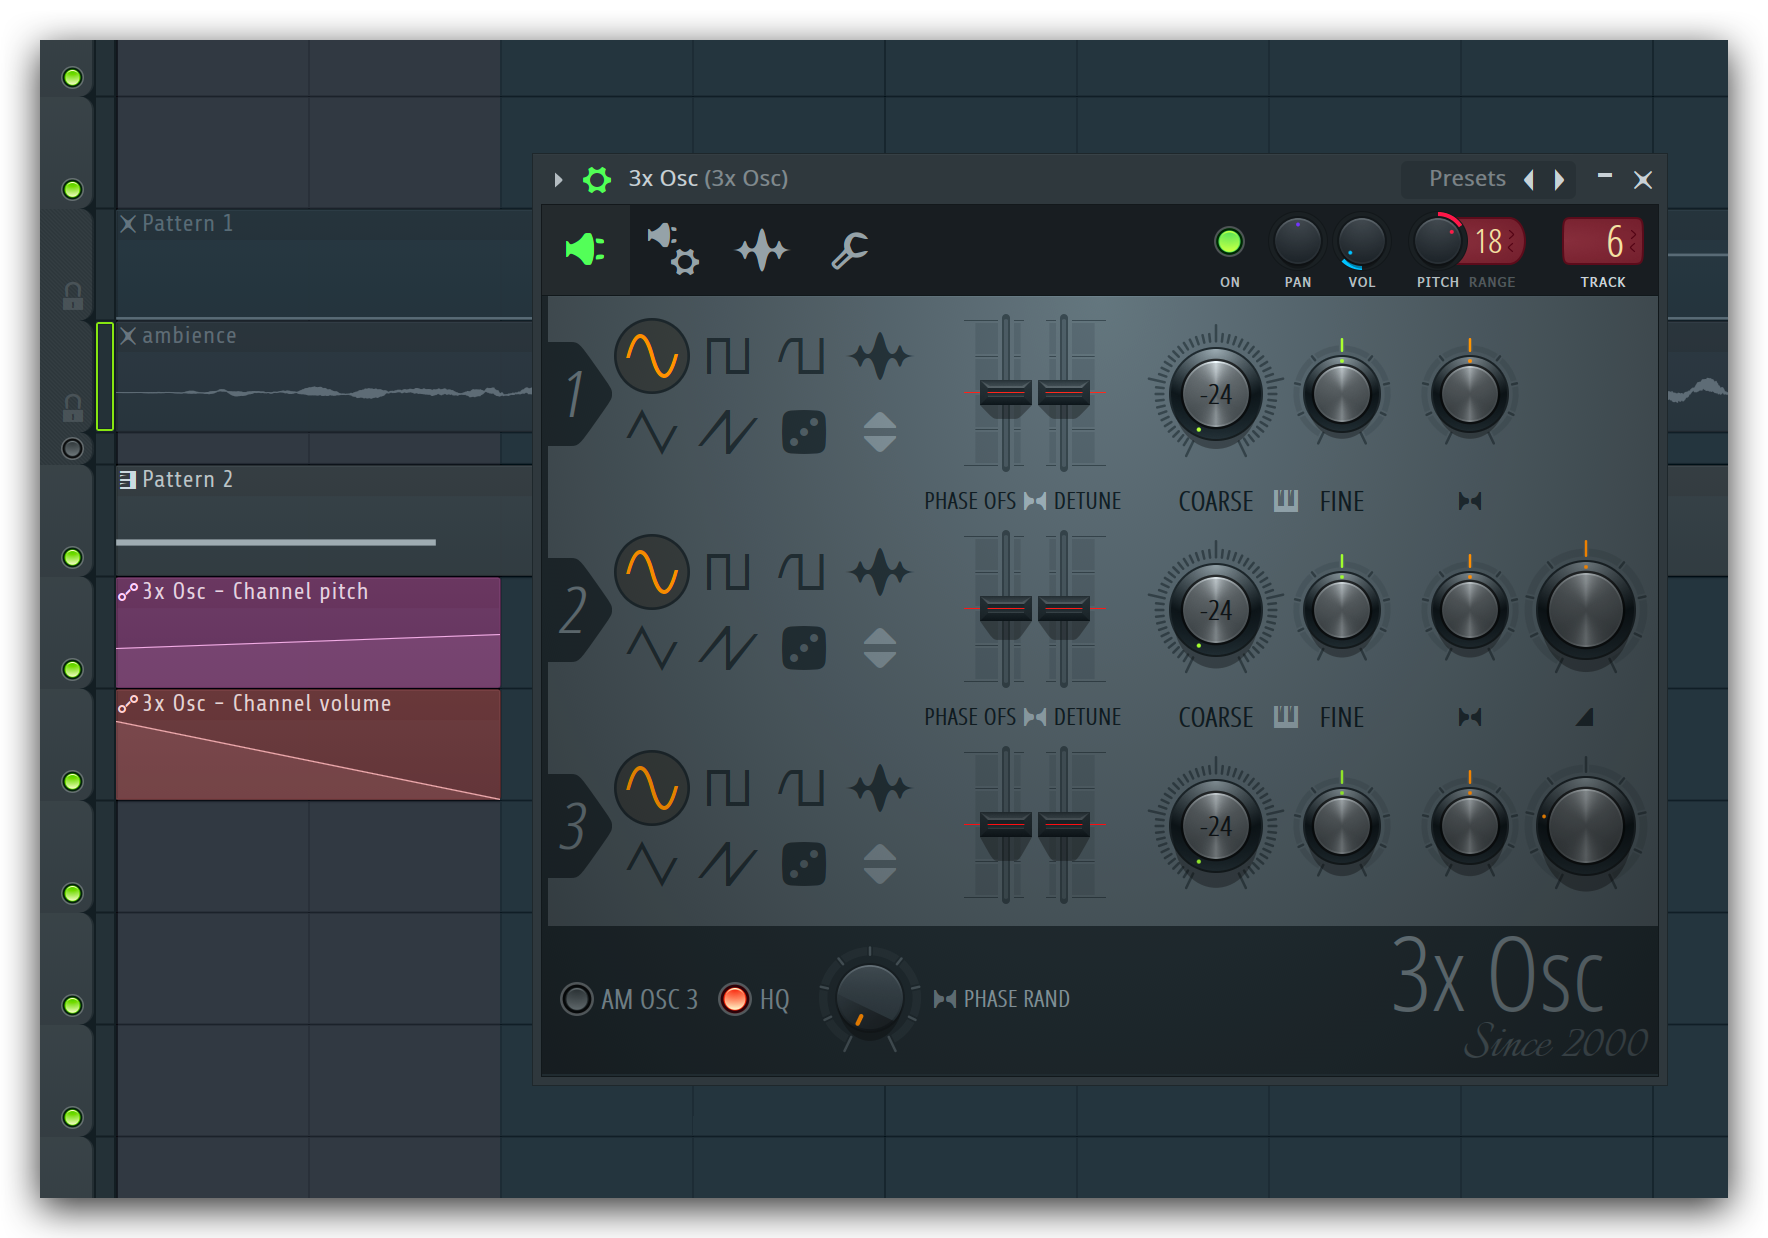 3x Osc (3x Osc)
Presets
Pattern 1
18
6
ON
PAN
VOL
PITCH
RANGE
TRACK
ambience
1
-24
Pattern 2
PHASE OFS
DETUNE
COARSE
FINE
3x Osc - Channel pitch
2
-24
3x Osc - Channel volume
PHASE OFS
DETUNE
COARSE
FINE
3
-24
AM OSC 3
HQ
PHASE RAND
3x Osc
Since 2000